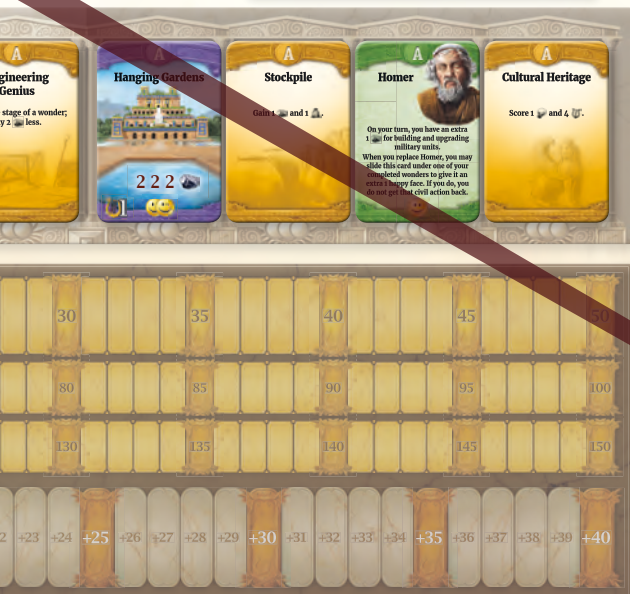 A A A A
gineering
Genius
stage of a wonder;
y 2 less.
Hanging Gardens
2 2 2
Stockpile
Gain 1 and 1 .
Homer
On your turn, you have an extra
1 for building and upgrading
military units.
When you replace Homer, you may
slide this card under one of your
completed wonders to give it an
extra happy face. If you do, you
do not get that civil action back.
Cultural Heritage
Score 1 and 4 .
30 35 40 45 50
80 85 90 95 100
130 135 140 145 150
2 +23 +24 +25 +26 +27 +28 +29 +30 +31 +32 +33 +34 +35 +36 +37 +38 +39 +40